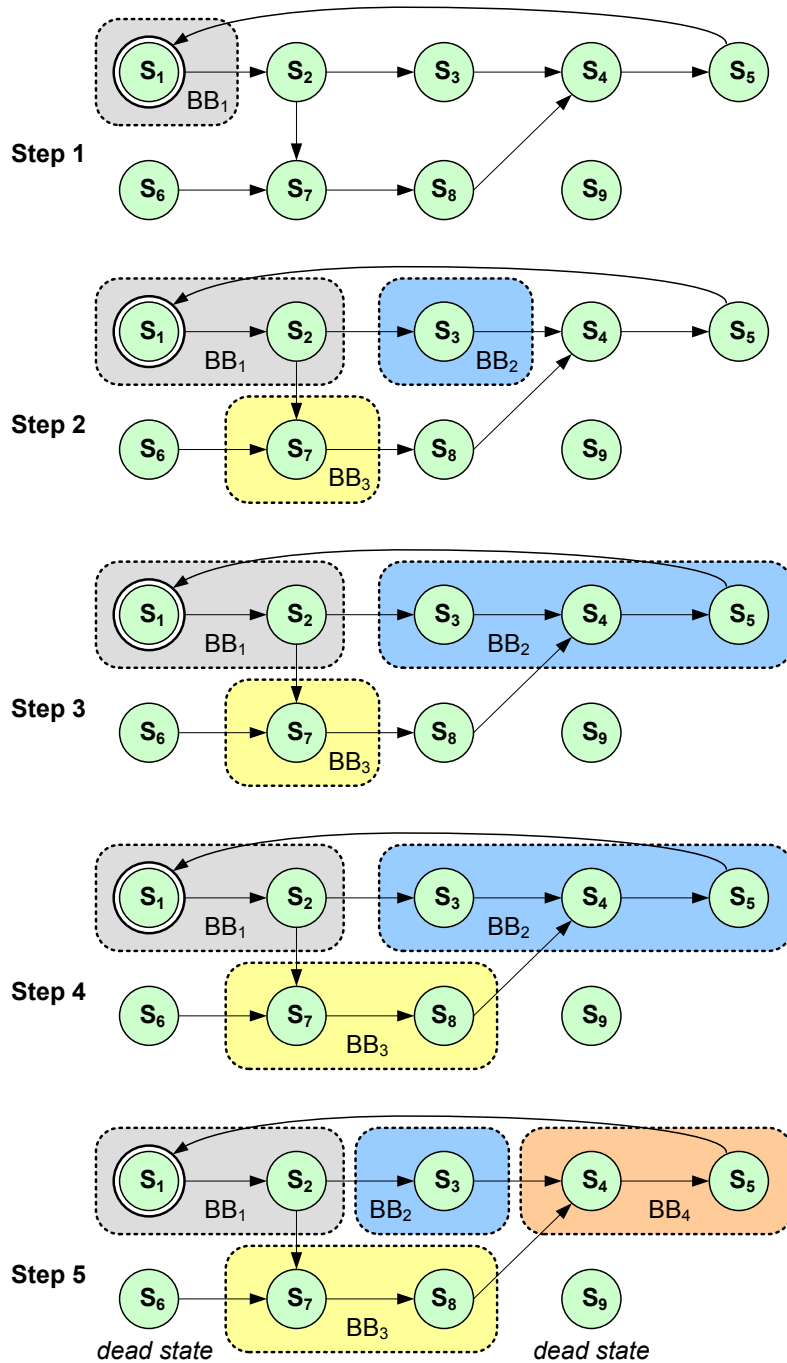 S1 S2 S3 S4 S5
BB1
Step 1
S6 S7 S8 S9
S1 S2 S3 S4 S5
BB1 BB2
Step 2
S6 S7 S8 S9
BB3
S1 S2 S3 S4 S5
BB1 BB2
Step 3
S6 S7 S8 S9
BB3
S1 S2 S3 S4 S5
BB1 BB2
Step 4
S6 S7 S8 S9
BB3
S1 S2 S3 S4 S5
BB1 BB2 BB4
Step 5
S6 S7 S8 S9
BB3
dead state dead state